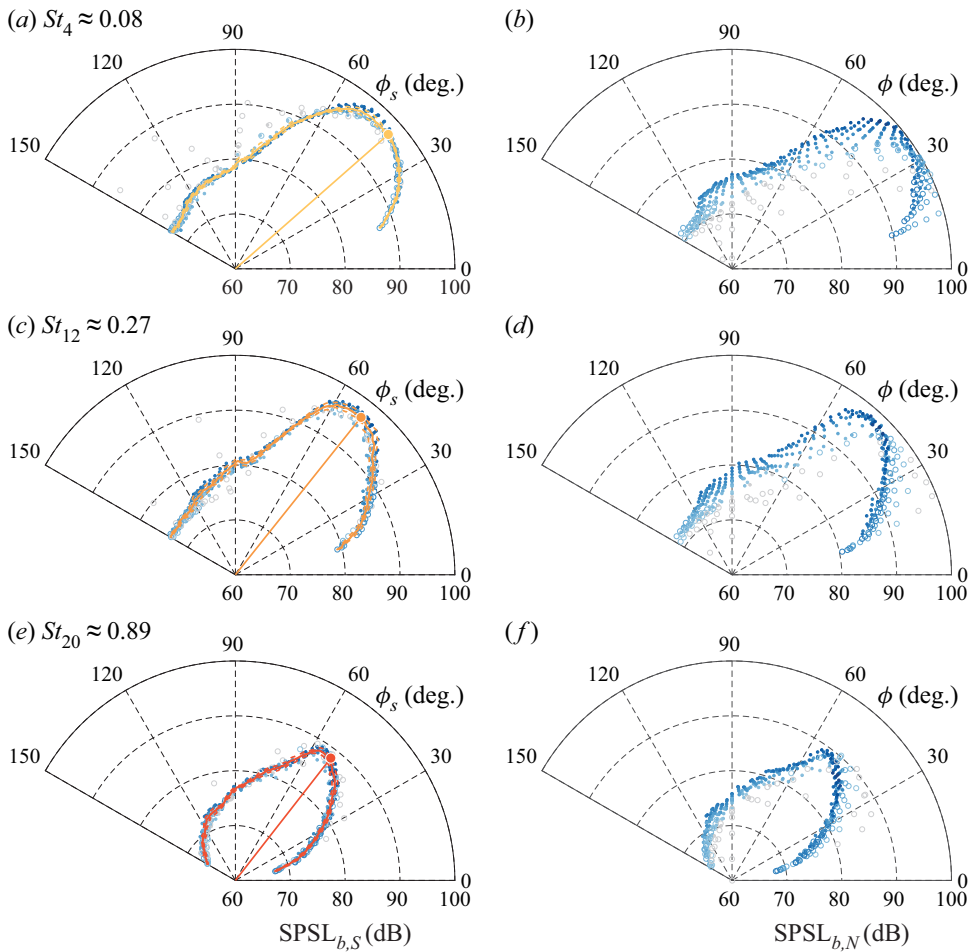 (a) St₄ ≈ 0.08
(b)
90
90
120
60
120
60
ϕₛ (deg.)
ϕ (deg.)
150
30
150
30
0
0
60 70 80 90 100
60 70 80 90 100
(c) St₁₂ ≈ 0.27
(d)
90
90
120
60
120
60
ϕₛ (deg.)
ϕ (deg.)
150
30
150
30
0
0
60 70 80 90 100
60 70 80 90 100
(e) St₂₀ ≈ 0.89
(f)
90
90
120
60
120
60
ϕₛ (deg.)
ϕ (deg.)
150
30
150
30
0
0
60 70 80 90 100
60 70 80 90 100
SPSL_{b,S} (dB)
SPSL_{b,N} (dB)